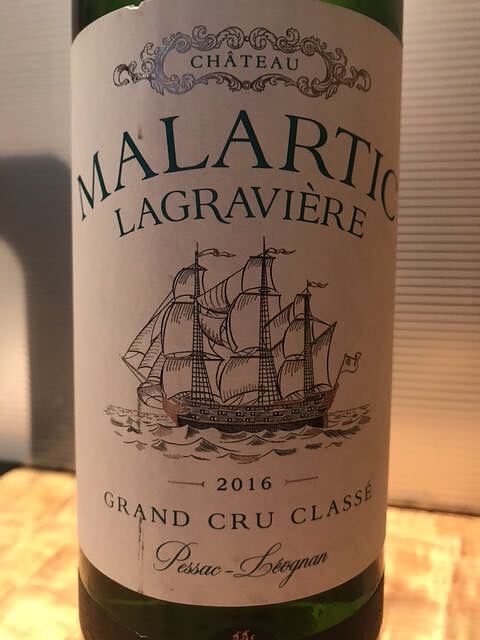 CHÂTEAU
MALARTIC
LAGRAVIÈRE
2016
GRAND CRU CLASSÉ
Pessac-Léognan